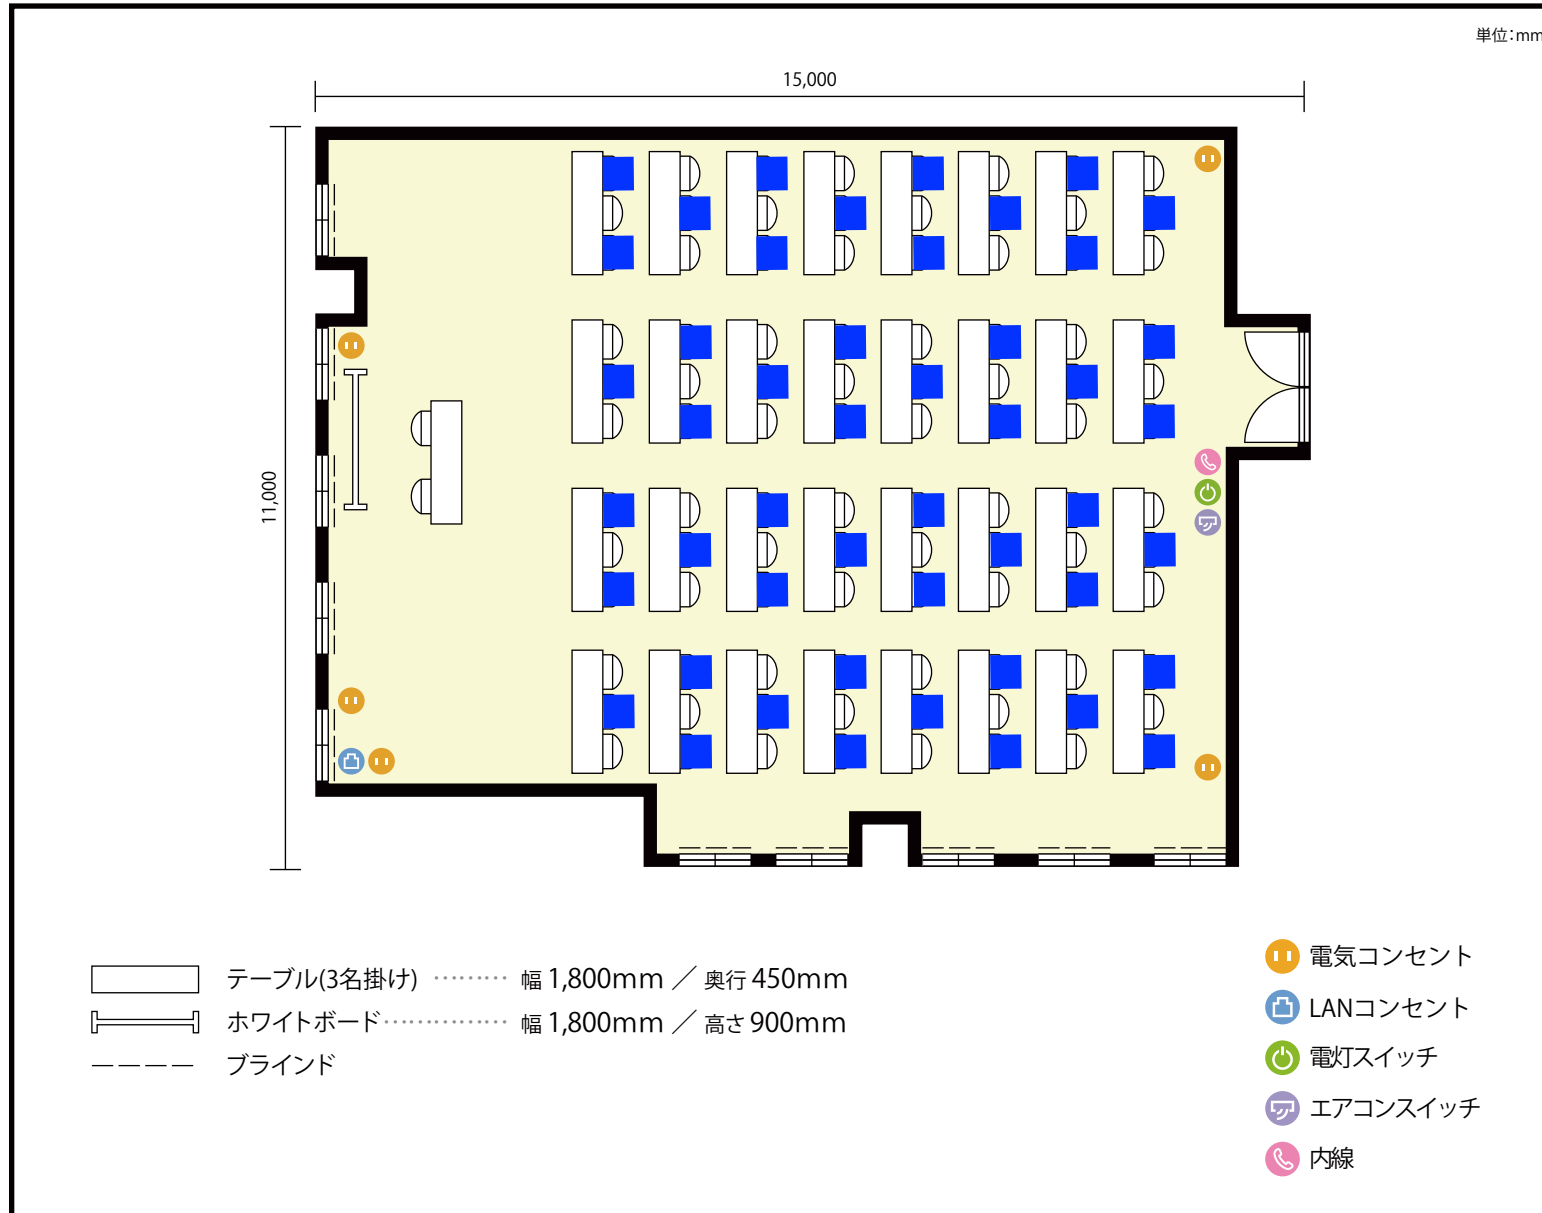 単位:mm
15,000
11,000
テーブル(3名掛け) ········· 幅 1,800mm ／ 奥行 450mm
ホワイトボード··············· 幅 1,800mm ／ 高さ 900mm
ブラインド
電気コンセント
LANコンセント
電灯スイッチ
エアコンスイッチ
内線